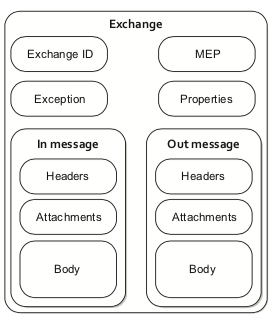 Exchange
Exchange ID
MEP
Exception
Properties
In message
Out message
Headers
Headers
Attachments
Attachments
Body
Body